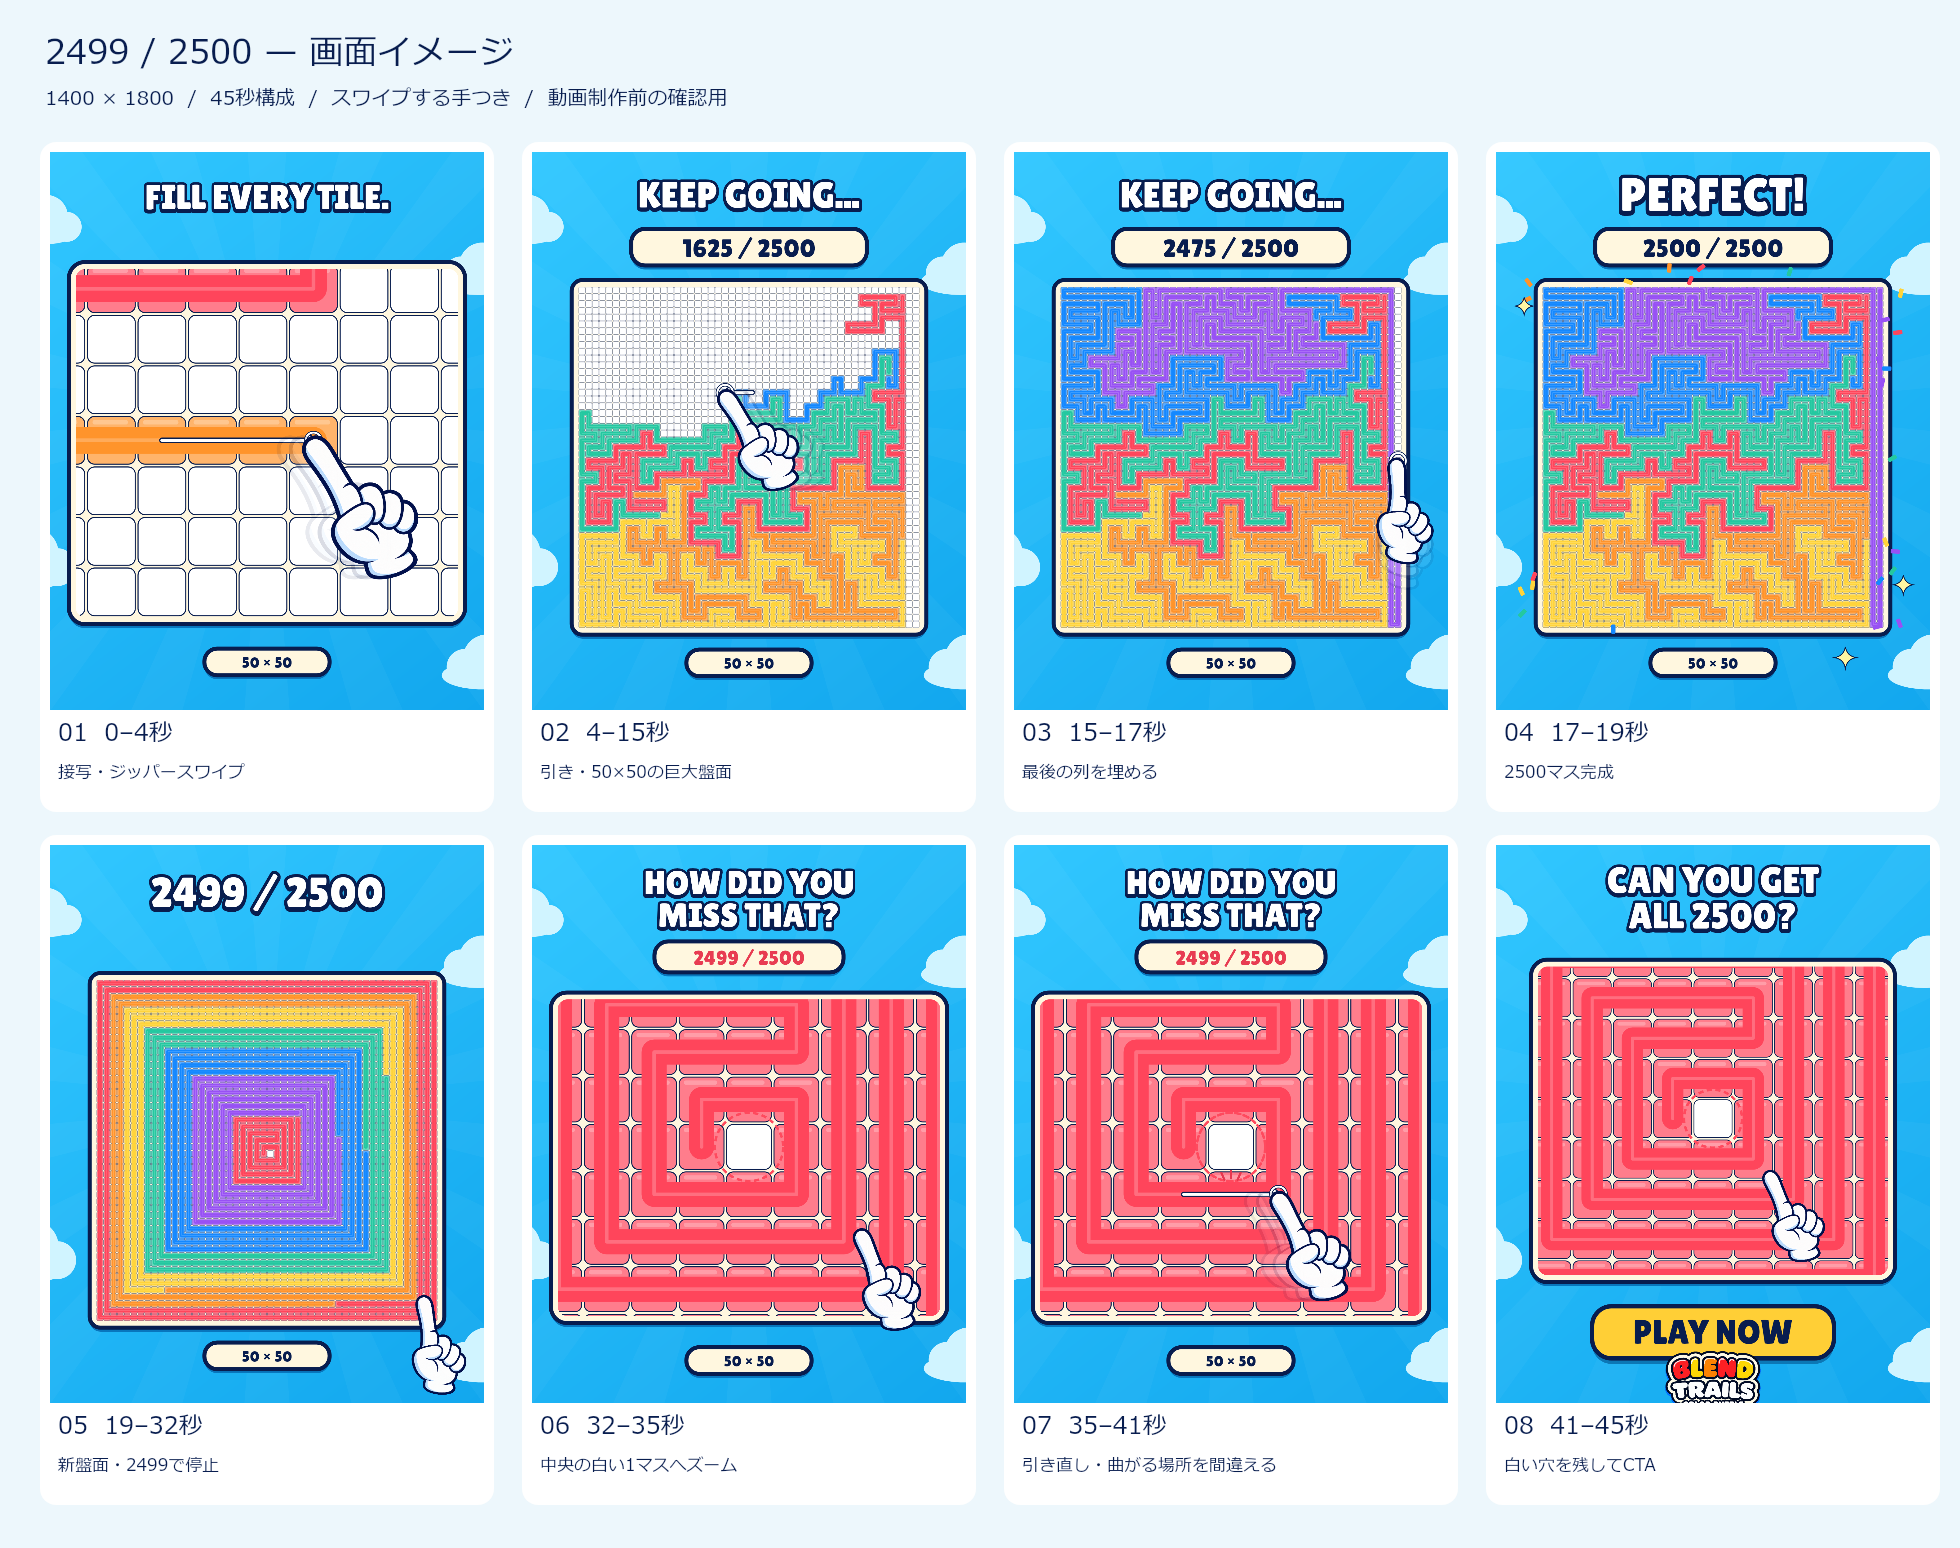 2499 / 2500 — 画面イメージ
1400 × 1800 / 45秒構成 / スワイプする手つき / 動画制作前の確認用
FILL EVERY TILE.
50 × 50
01 0–4秒
接写・ジッパースワイプ
KEEP GOING...
1625 / 2500
50 × 50
02 4–15秒
引き・50×50の巨大盤面
KEEP GOING...
2475 / 2500
50 × 50
03 15–17秒
最後の列を埋める
PERFECT!
2500 / 2500
50 × 50
04 17–19秒
2500マス完成
2499 / 2500
50 × 50
05 19–32秒
新盤面・2499で停止
HOW DID YOU
MISS THAT?
2499 / 2500
50 × 50
06 32–35秒
中央の白い1マスへズーム
HOW DID YOU
MISS THAT?
2499 / 2500
50 × 50
07 35–41秒
引き直し・曲がる場所を間違える
CAN YOU GET
ALL 2500?
PLAY NOW
BLEND
TRAILS
08 41–45秒
白い穴を残してCTA